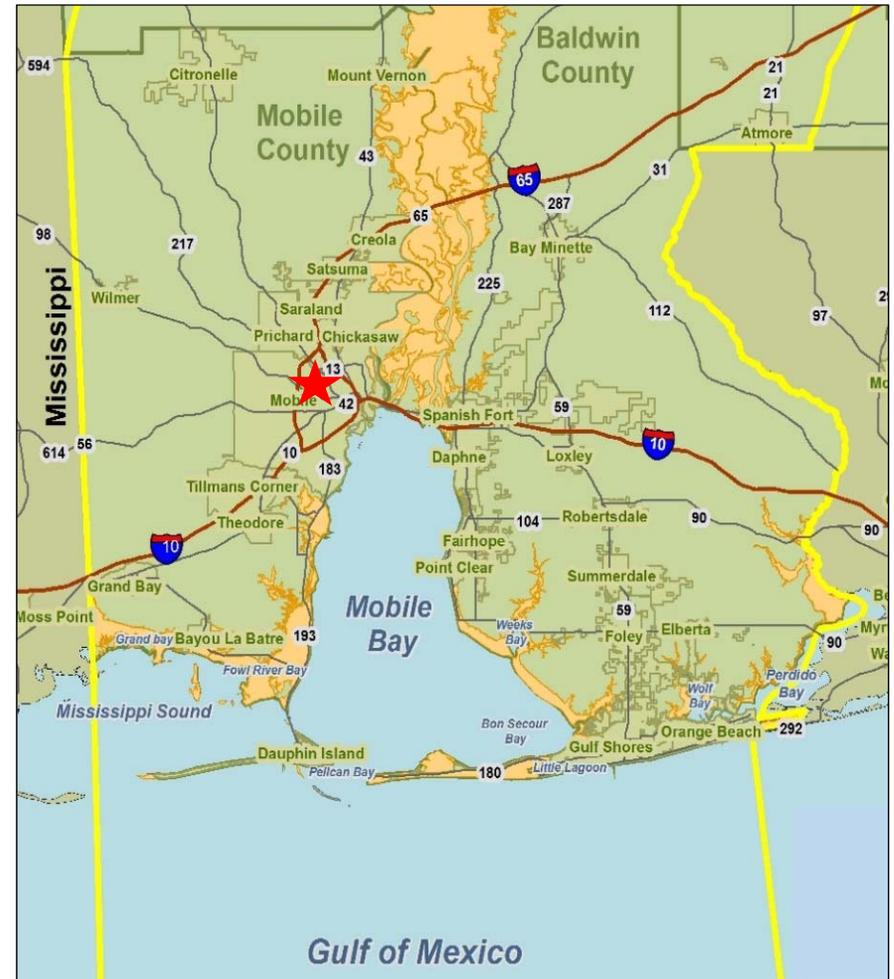 Baldwin
County
594
Citronelle
Mount Vernon
21
21
Mobile
County
Atmore
43
31
65
287
65
98
217
Creola
Bay Minette
Satsuma
225
Wilmer
Saraland
112
97
Mississippi
Prichard
Chickasaw
13
Mobile
42
Spanish Fort
59
10
614
56
10
183
Daphne
Loxley
Tillmans Corner
Theodore
104
Robertsdale
90
90
10
Fairhope
Point Clear
Grand Bay
Summerdale
Mobile
Bay
59
Moss Point
Grand bay
Bayou La Batre
193
Weeks
Bay
Foley
Elberta
90
Fowl River Bay
Perdido
Bay
Wolf
Bay
Mississippi Sound
Bon Secour
Bay
Orange Beach
292
Dauphin Island
Gulf Shores
Pelican Bay
180
Little Lagoon
Gulf of Mexico